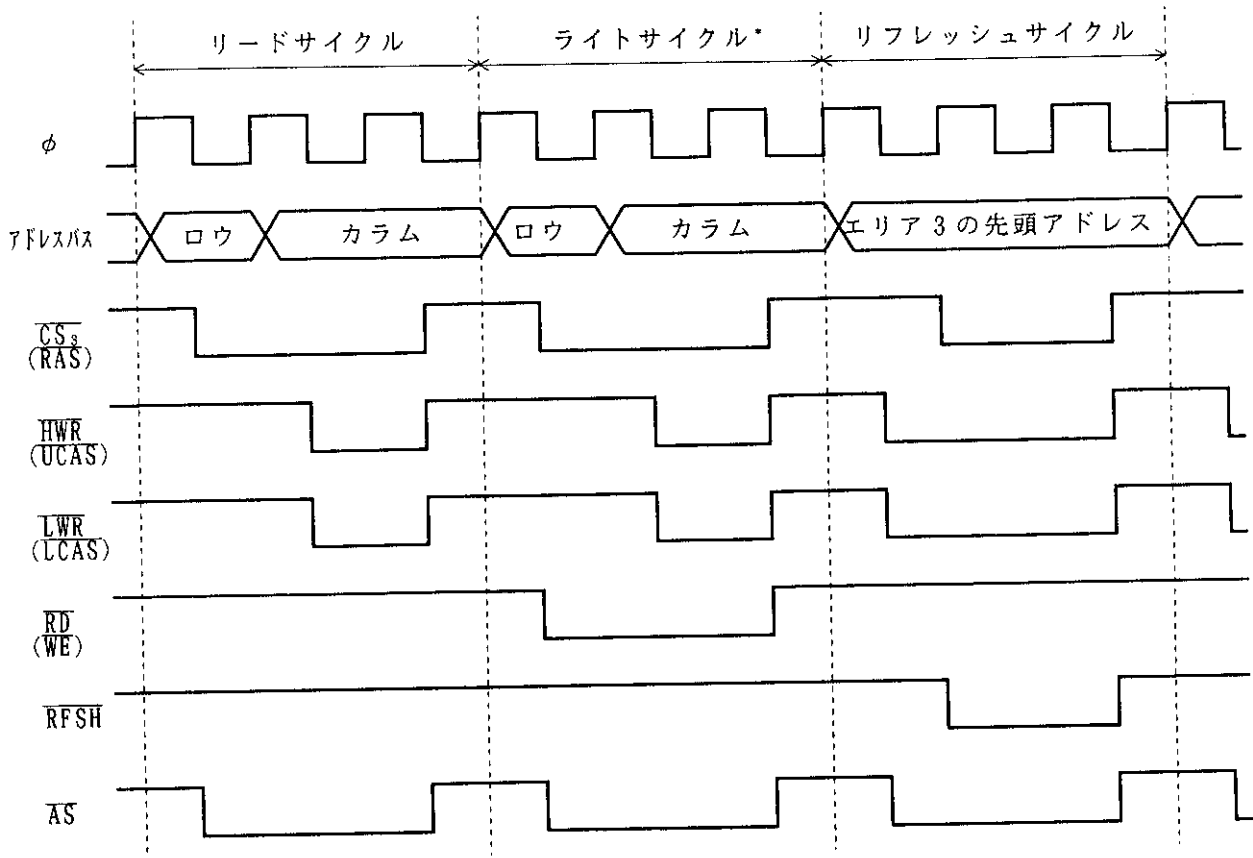 リードサイクル ライトサイクル* リフレッシュサイクル
φ
アドレスバス ロウ カラム ロウ カラム エリア3の先頭アドレス
CS₃
(RAS)
HWR
(UCAS)
LWR
(LCAS)
RD
(WE)
RFSH
AS